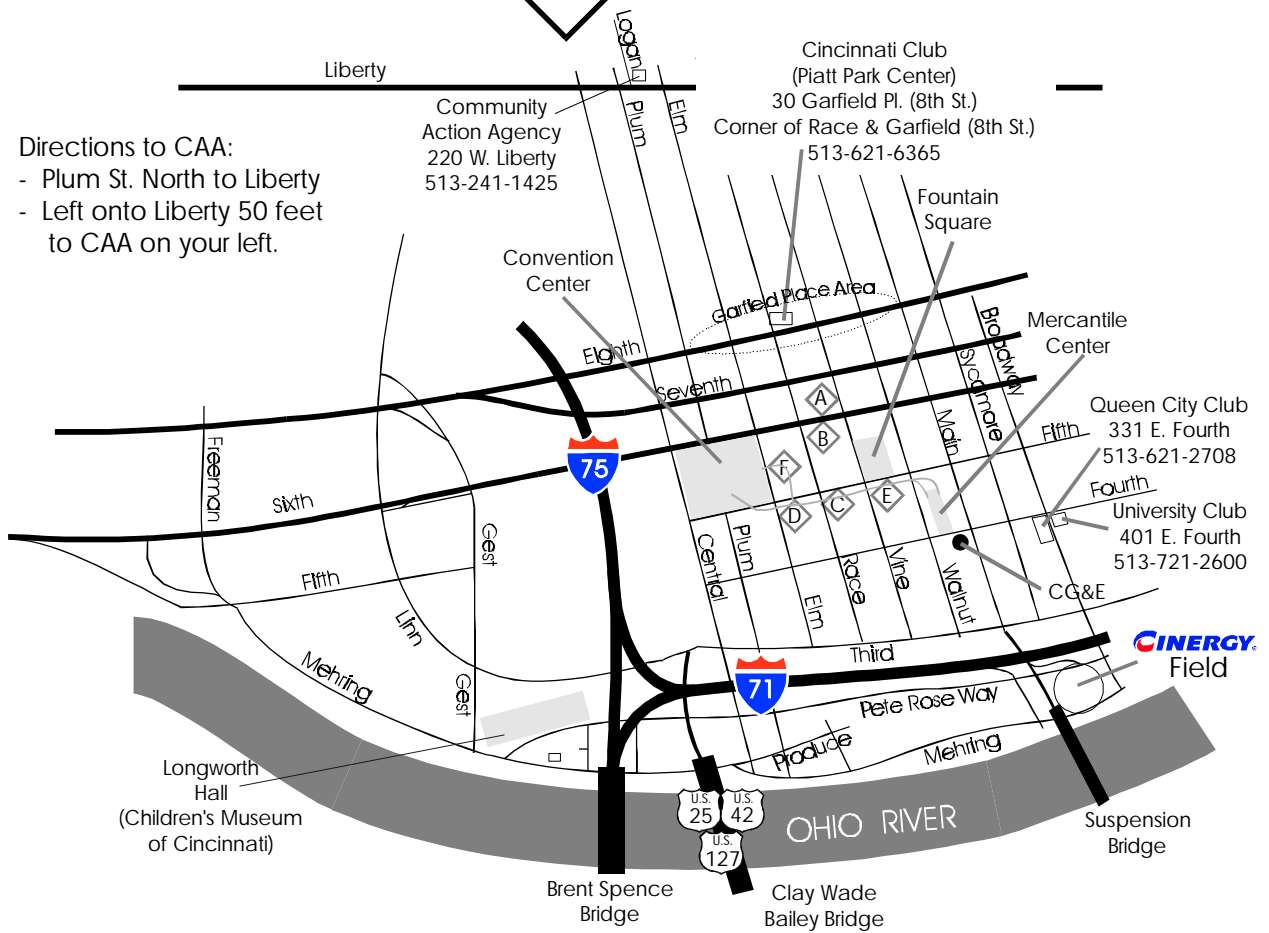 Logan
Liberty
Plum
Elm
Cincinnati Club
(Piatt Park Center)
30 Garfield Pl. (8th St.)
Corner of Race & Garfield (8th St.)
513-621-6365
Community
Action Agency
220 W. Liberty
513-241-1425
Directions to CAA:
- Plum St. North to Liberty
- Left onto Liberty 50 feet
to CAA on your left.
Fountain
Square
Convention
Center
Garfield Place Area
Eighth
Seventh
Broadway
Mercantile
Center
Sycamore
Main
A
B
F
D
C
E
75
Queen City Club
331 E. Fourth
513-621-2708
Fifth
Fourth
University Club
401 E. Fourth
513-721-2600
CG&E
Freeman
Sixth
Gest
Fifth
Linn
Central
Plum
Elm
Race
Vine
Walnut
Third
CINERGY
Field
71
Mehring
Gest
Pete Rose Way
Produce
Mehring
Longworth
Hall
(Children's Museum
of Cincinnati)
U.S.
25
U.S.
42
U.S.
127
OHIO RIVER
Suspension
Bridge
Brent Spence
Bridge
Clay Wade
Bailey Bridge